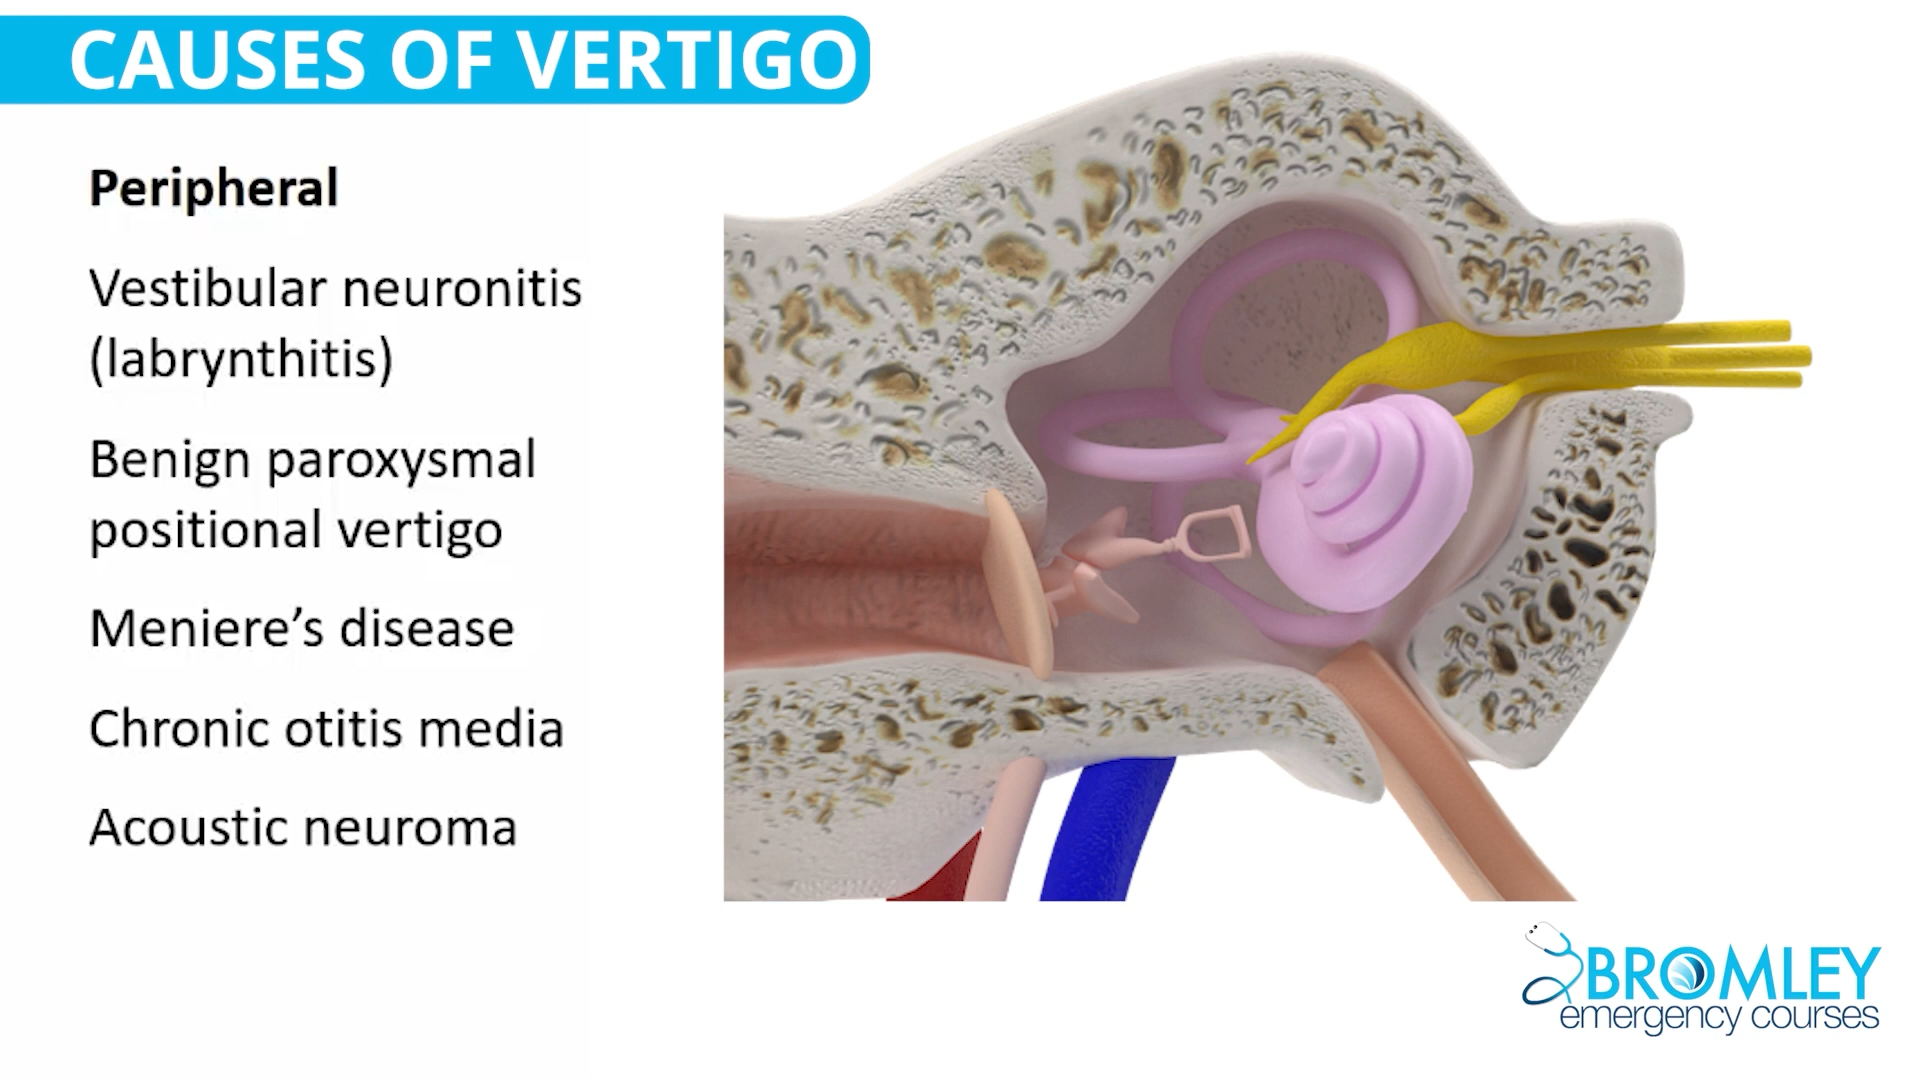 CAUSES OF VERTIGO
Peripheral
Vestibular neuronitis
(labrynthitis)
Benign paroxysmal
positional vertigo
Meniere’s disease
Chronic otitis media
Acoustic neuroma
BROMLEY
emergency courses